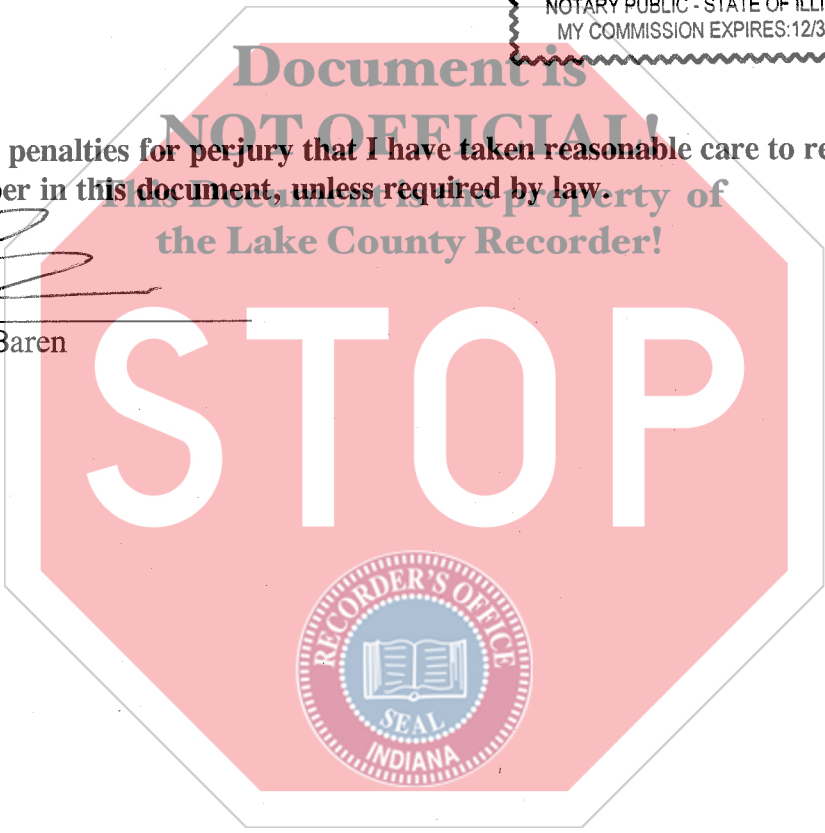 NOTARY PUBLIC - STATE OF ILLI
MY COMMISSION EXPIRES:12/3
Document is
NOT OFFICIAL!
penalties for perjury that I have taken reasonable care to re
er in this document, unless required by law.
This Document is the property of
the Lake County Recorder!
Baren
STOP
RECORDER'S OFFICE
SEAL
INDIANA